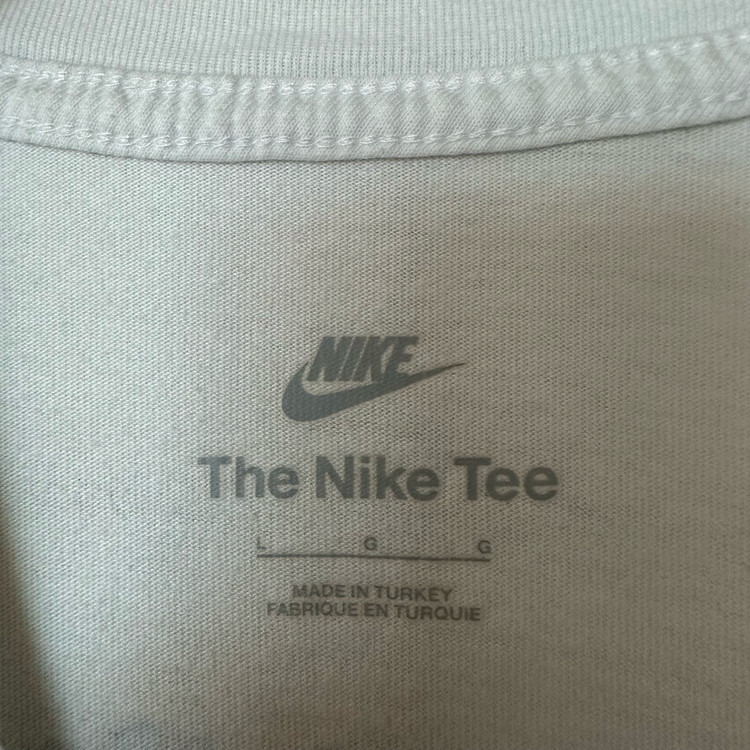 NIKE
The Nike Tee
L G G
MADE IN TURKEY
FABRIQUE EN TURQUIE